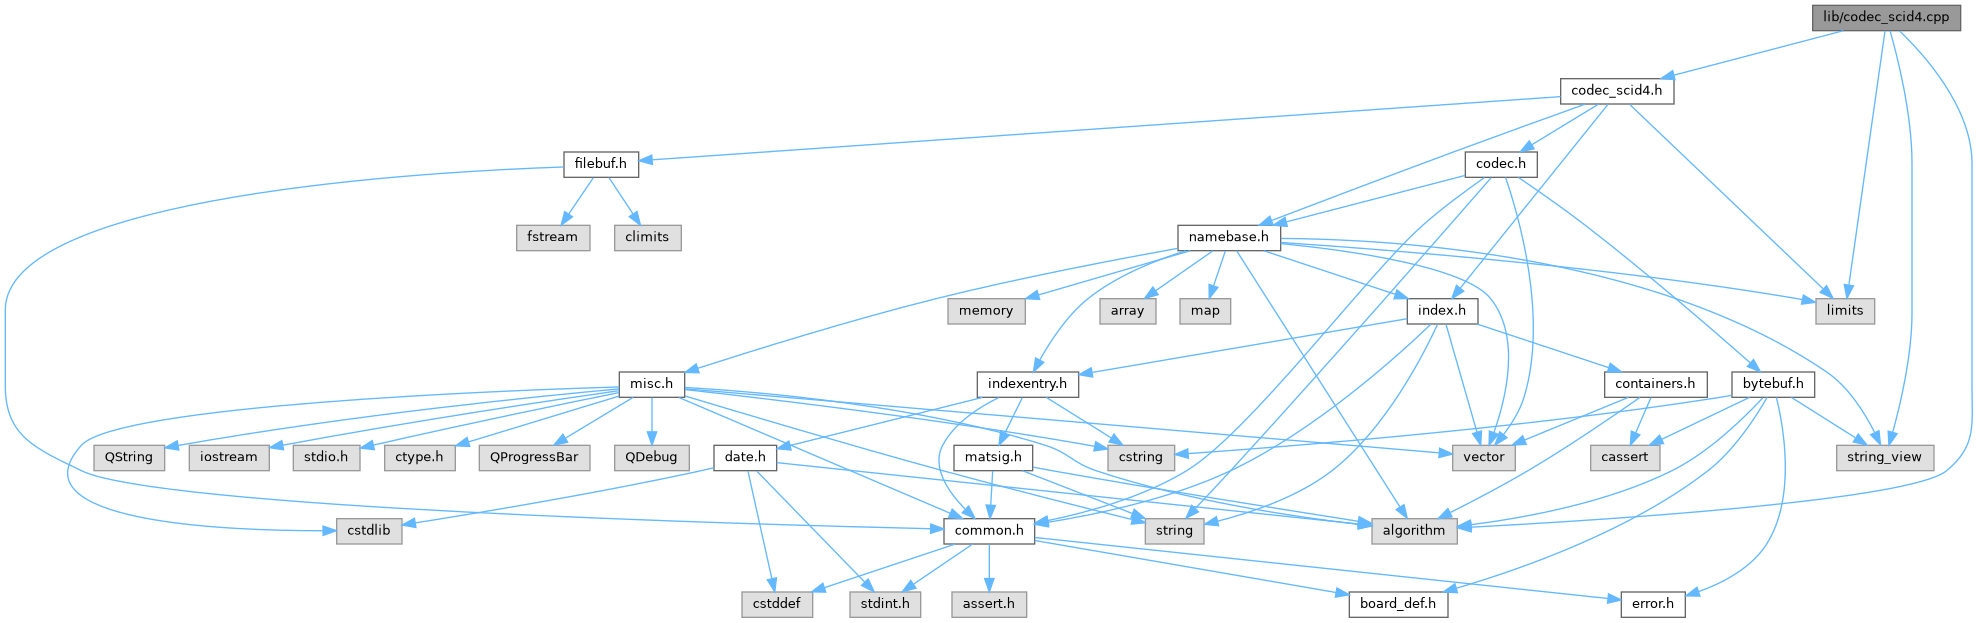 lib/codec_scid4.cpp
codec_scid4.h
filebuf.h
codec.h
fstream
climits
namebase.h
memory
array
map
index.h
limits
misc.h
indexentry.h
containers.h
bytebuf.h
QString
iostream
stdio.h
ctype.h
QProgressBar
QDebug
date.h
matsig.h
cstring
vector
cassert
string_view
cstdlib
common.h
string
algorithm
cstddef
stdint.h
assert.h
board_def.h
error.h